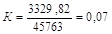 K = 3329 ,82 / 45763 = 0,07